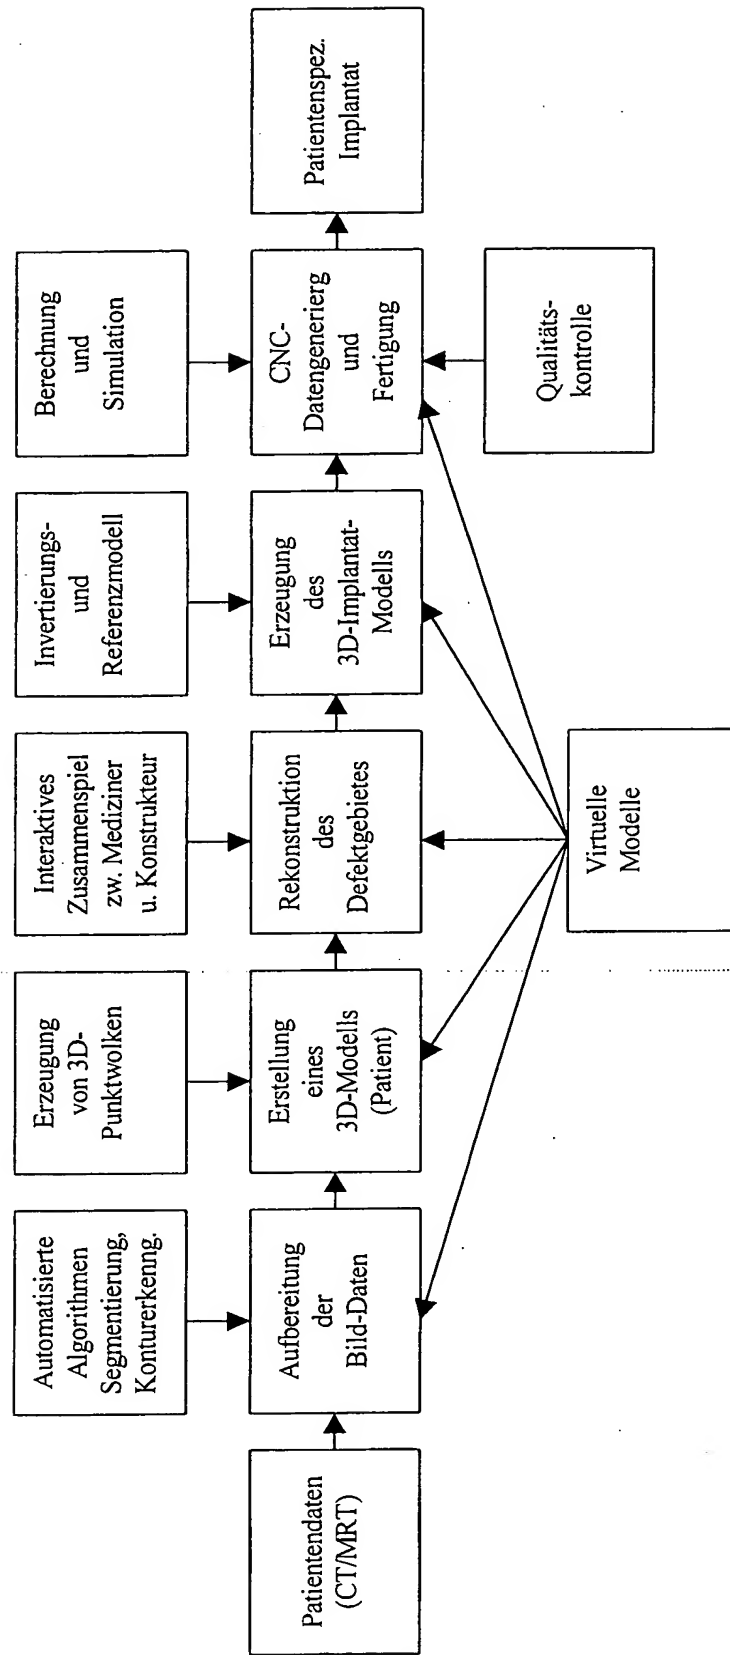 Automatisierte
Algorithmen
Segmentierung,
Konturerkenng.
Erzeugung
von 3D-
Punktwolken
Interaktives
Zusammenspiel
zw. Mediziner
u. Konstrukteur
Invertierungs-
und
Referenzmodell
Berechnung
und
Simulation
Patientendaten
(CT/MRT)
Aufbereitung
der
Bild-Daten
Erstellung
eines
3D-Modells
(Patient)
Rekonstruktion
des
Defektgebietes
Erzeugung
des
3D-Implantat-
Modells
CNC-
Datengenerierg
und
Fertigung
Patientenspez.
Implantat
Virtuelle
Modelle
Qualitäts-
kontrolle